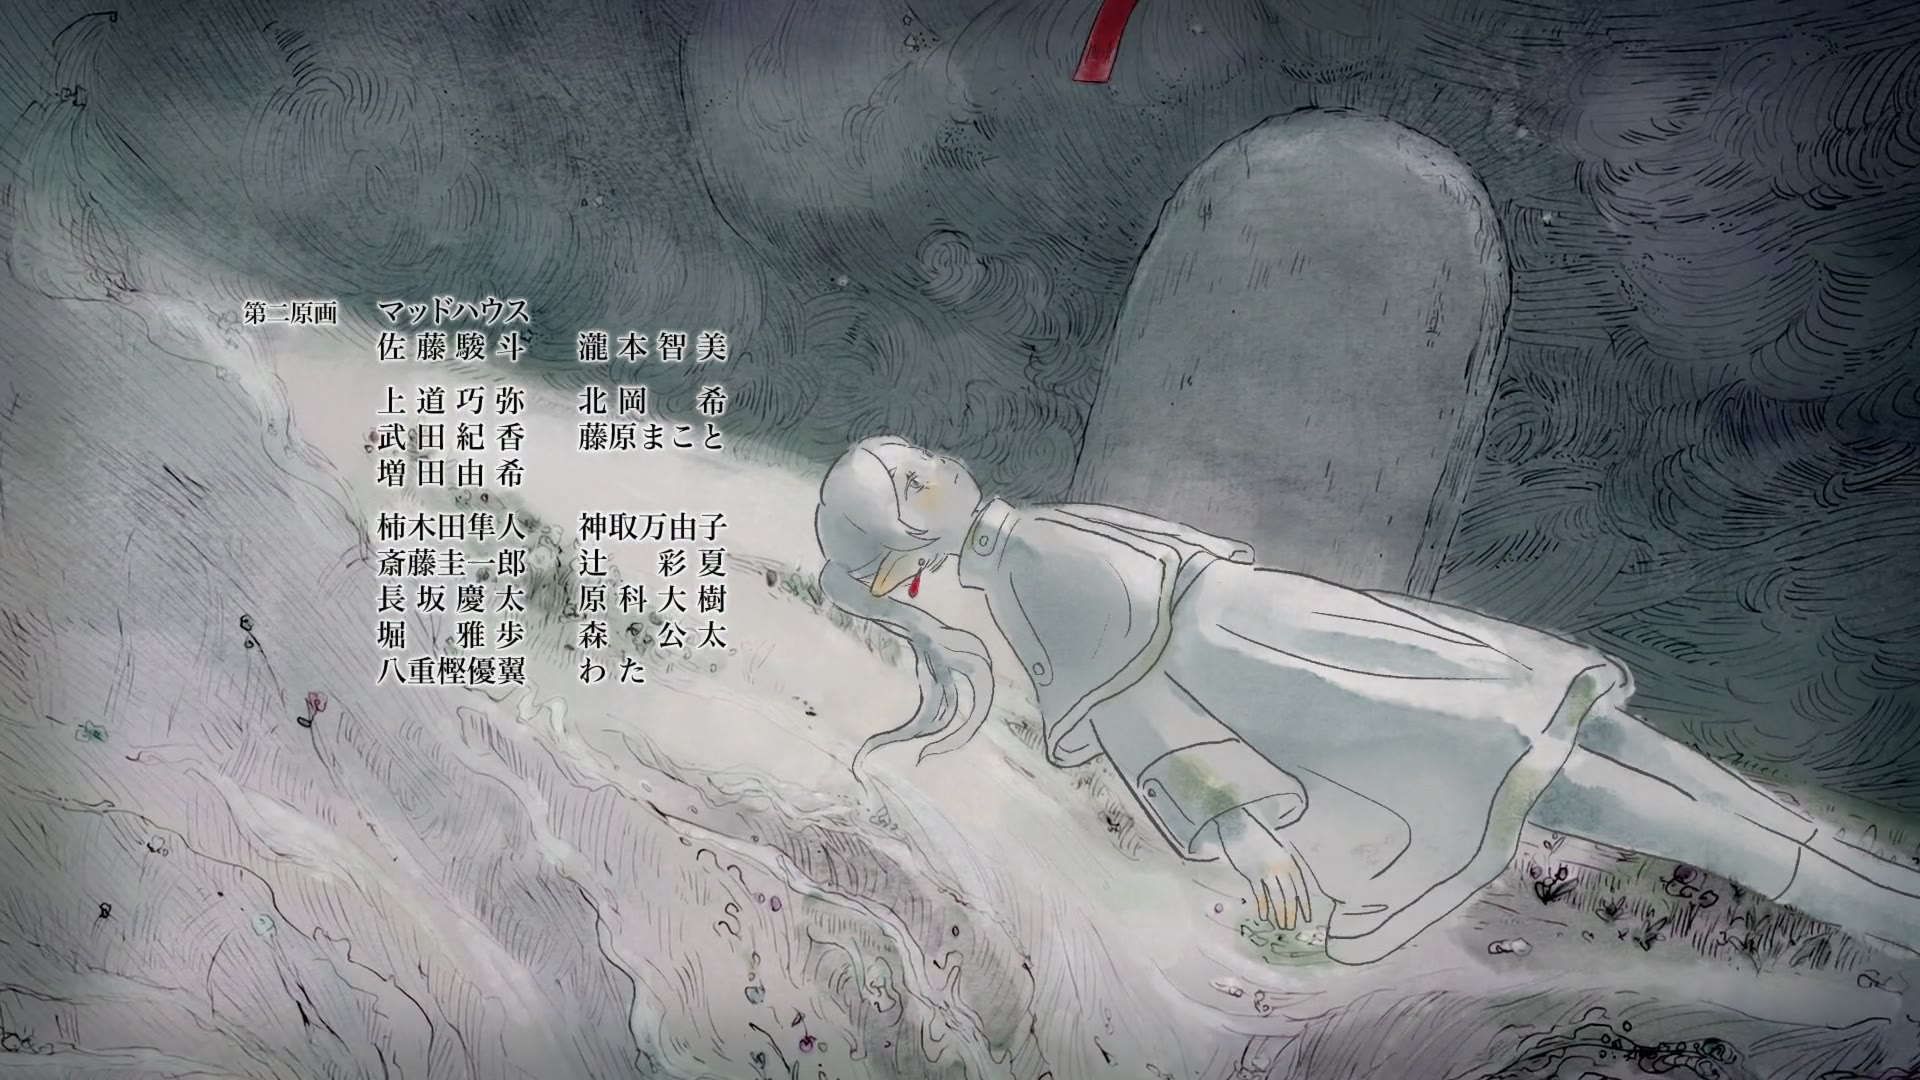 第二原画 マッドハウス
佐藤駿斗 瀧本智美
上道巧弥 北岡 希
武田紀香 藤原まこと
増田由希
柿木田隼人 神取万由子
斎藤圭一郎 辻 彩夏
長坂慶太 原科大樹
堀 雅歩 森 公太
八重樫優翼 わた